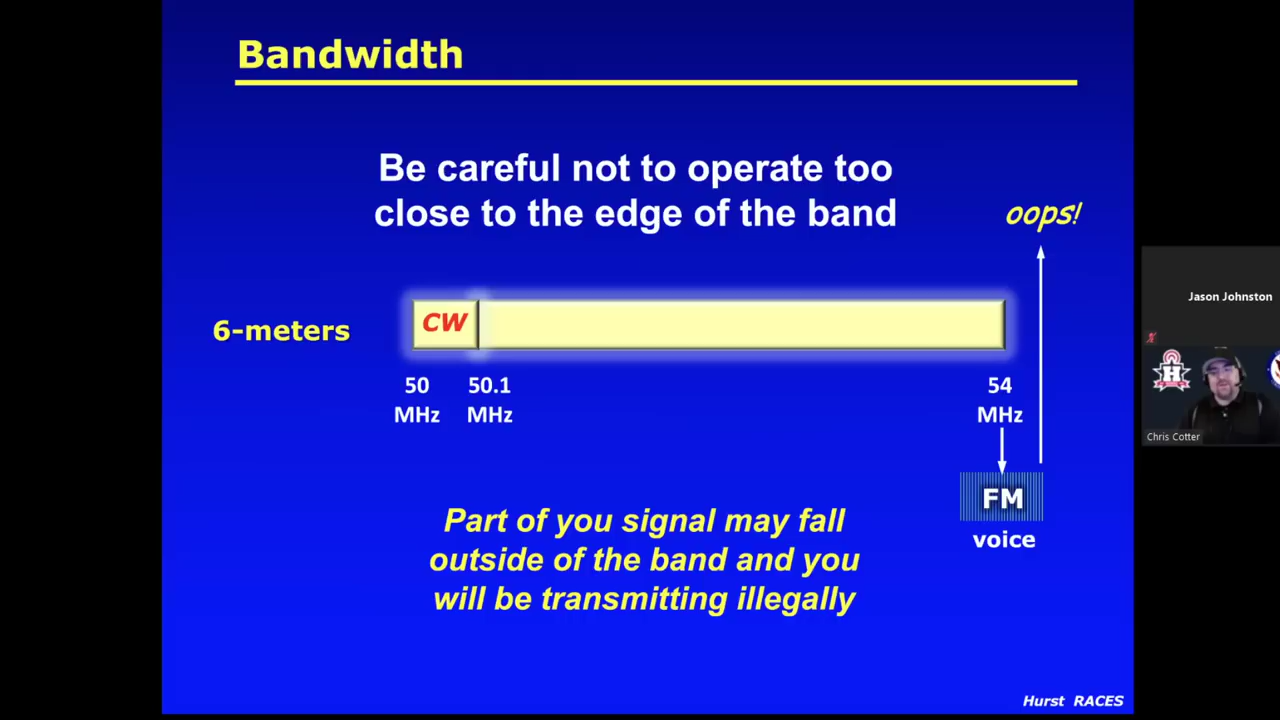 Bandwidth
Be careful not to operate too
close to the edge of the band
oops!
6-meters
CW
50
MHz
50.1
MHz
54
MHz
FM
voice
Part of you signal may fall
outside of the band and you
will be transmitting illegally
Hurst RACES
Jason Johnston
H
Chris Cotter